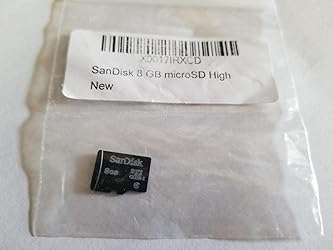 X0017IRXCD
SanDisk 8 GB microSD High
New
SanDisk
8GB